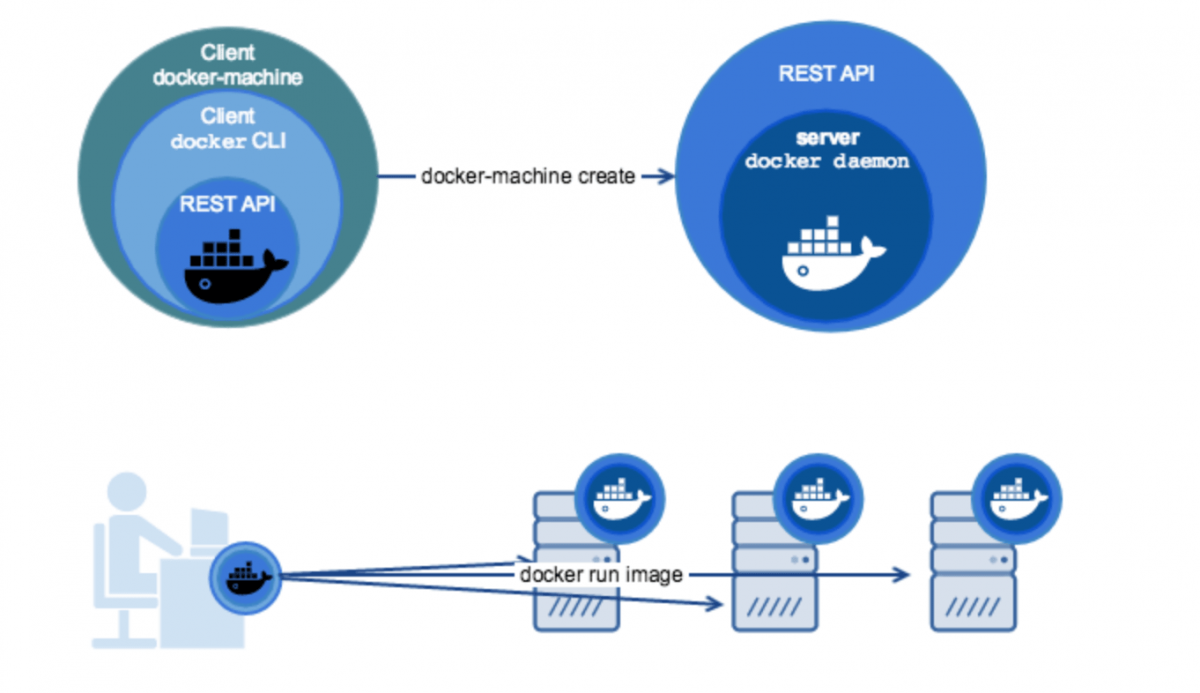 Client
docker-machine
Client
docker CLI
REST API
docker-machine create
REST API
server
docker daemon
docker run image